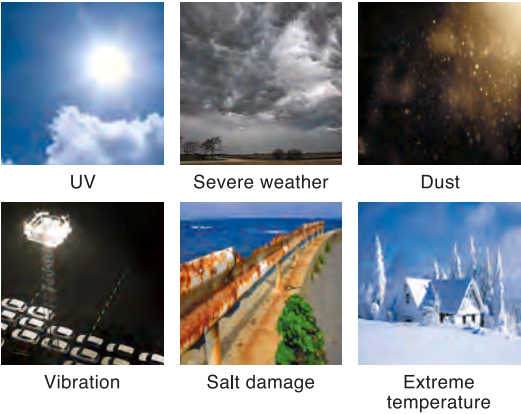 UV
Severe weather
Dust
Vibration
Salt damage
Extreme
temperature